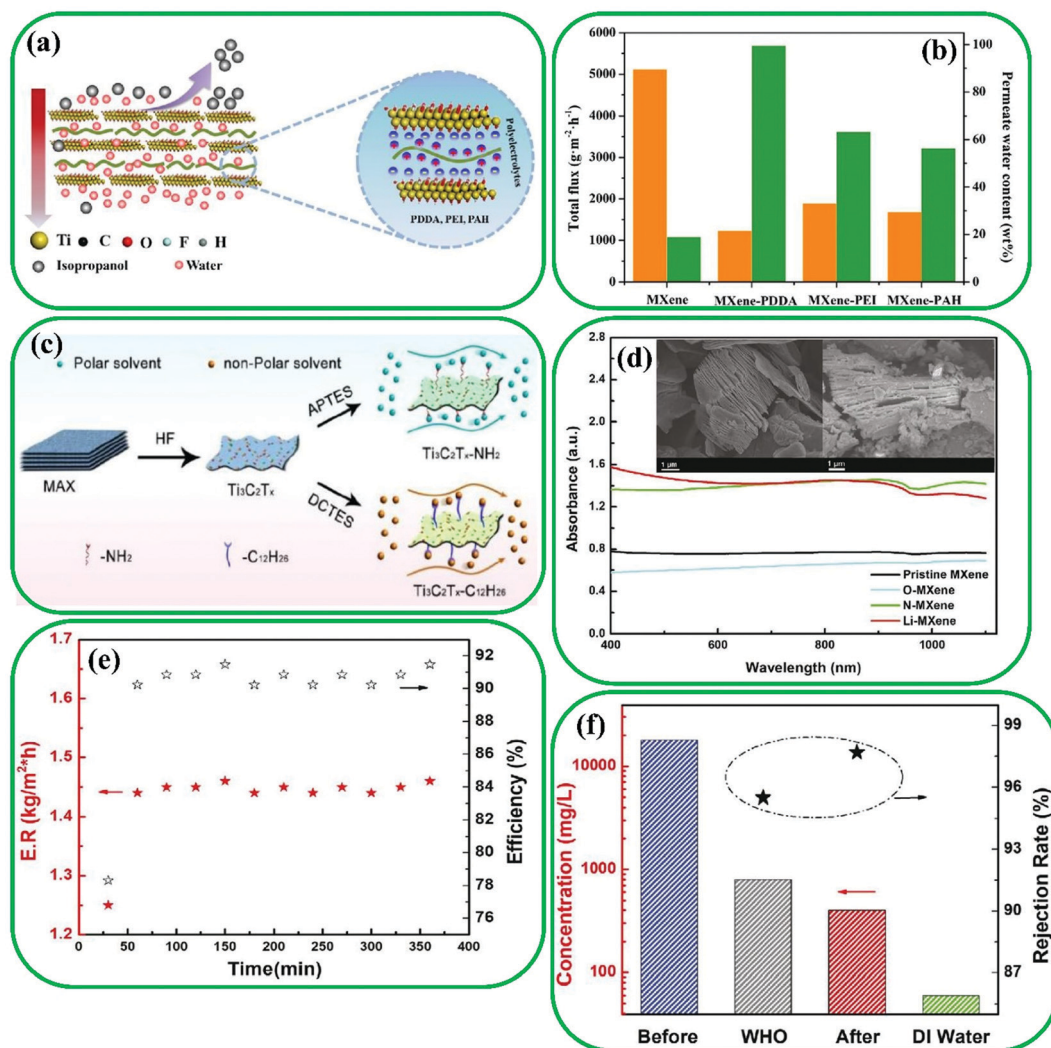 (a)
Polyelectrolytes
PDDA, PEI, PAH
Ti C O F H
Isopropanol Water
(b)
Total flux (g·m⁻²·h⁻¹)
6000
5000
4000
3000
2000
1000
0
MXene MXene-PDDA MXene-PEI MXene-PAH
100
80
60
40
20
0
Permeate water content (wt%)
(c)
Polar solvent non-Polar solvent
MAX
HF
Ti₃C₂Tₓ
APTES
DCTES
Ti₃C₂Tₓ-NH₂
Ti₃C₂Tₓ-C₁₂H₂₆
-NH₂ -C₁₂H₂₆
(d)
Absorbance (a.u.)
2.8
2.4
2.0
1.6
1.2
0.8
0.4
0.0
1 µm 1 µm
Pristine MXene
O-MXene
N-MXene
Li-MXene
400 600 800 1000
Wavelength (nm)
(e)
E.R (kg/m²*h)
1.7
1.6
1.5
1.4
1.3
1.2
0 50 100 150 200 250 300 350 400
Time(min)
92
90
88
86
84
82
80
78
76
Efficiency (%)
(f)
Concentration (mg/L)
10000
1000
100
Before WHO After DI Water
99
96
93
90
87
Rejection Rate (%)